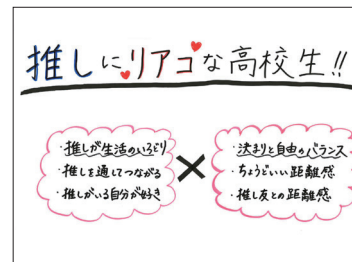 推しにリアコな高校生!!
・推しが生活のいろどり
・推しを通してつながる
・推しがいる自分が好き
×
・決まりと自由のバランス
・ちょうどいい距離感
・推し友との距離感